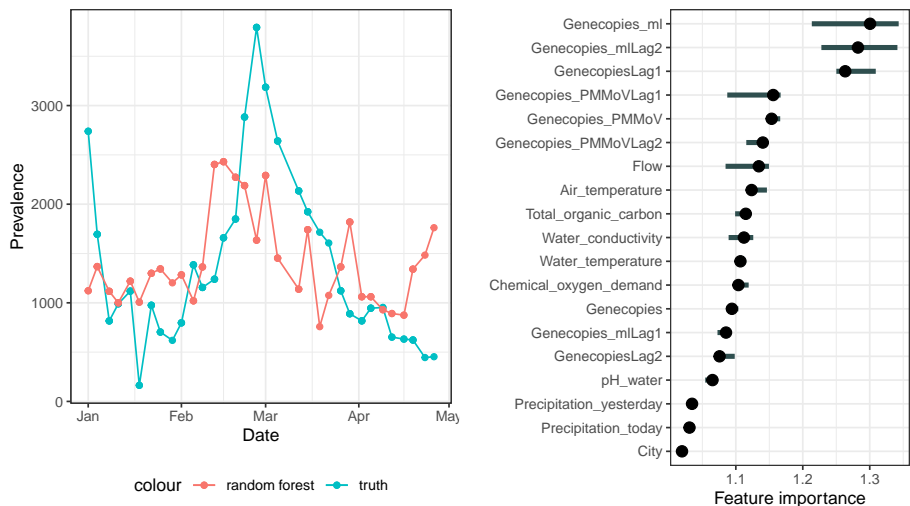 3000
2000
1000
0
Prevalence
Jan
Feb
Mar
Apr
May
Date
colour
random forest
truth
Genecopies_ml
Genecopies_mlLag2
GenecopiesLag1
Genecopies_PMMoVLag1
Genecopies_PMMoV
Genecopies_PMMoVLag2
Flow
Air_temperature
Total_organic_carbon
Water_conductivity
Water_temperature
Chemical_oxygen_demand
Genecopies
Genecopies_mlLag1
GenecopiesLag2
pH_water
Precipitation_yesterday
Precipitation_today
City
1.1
1.2
1.3
Feature importance